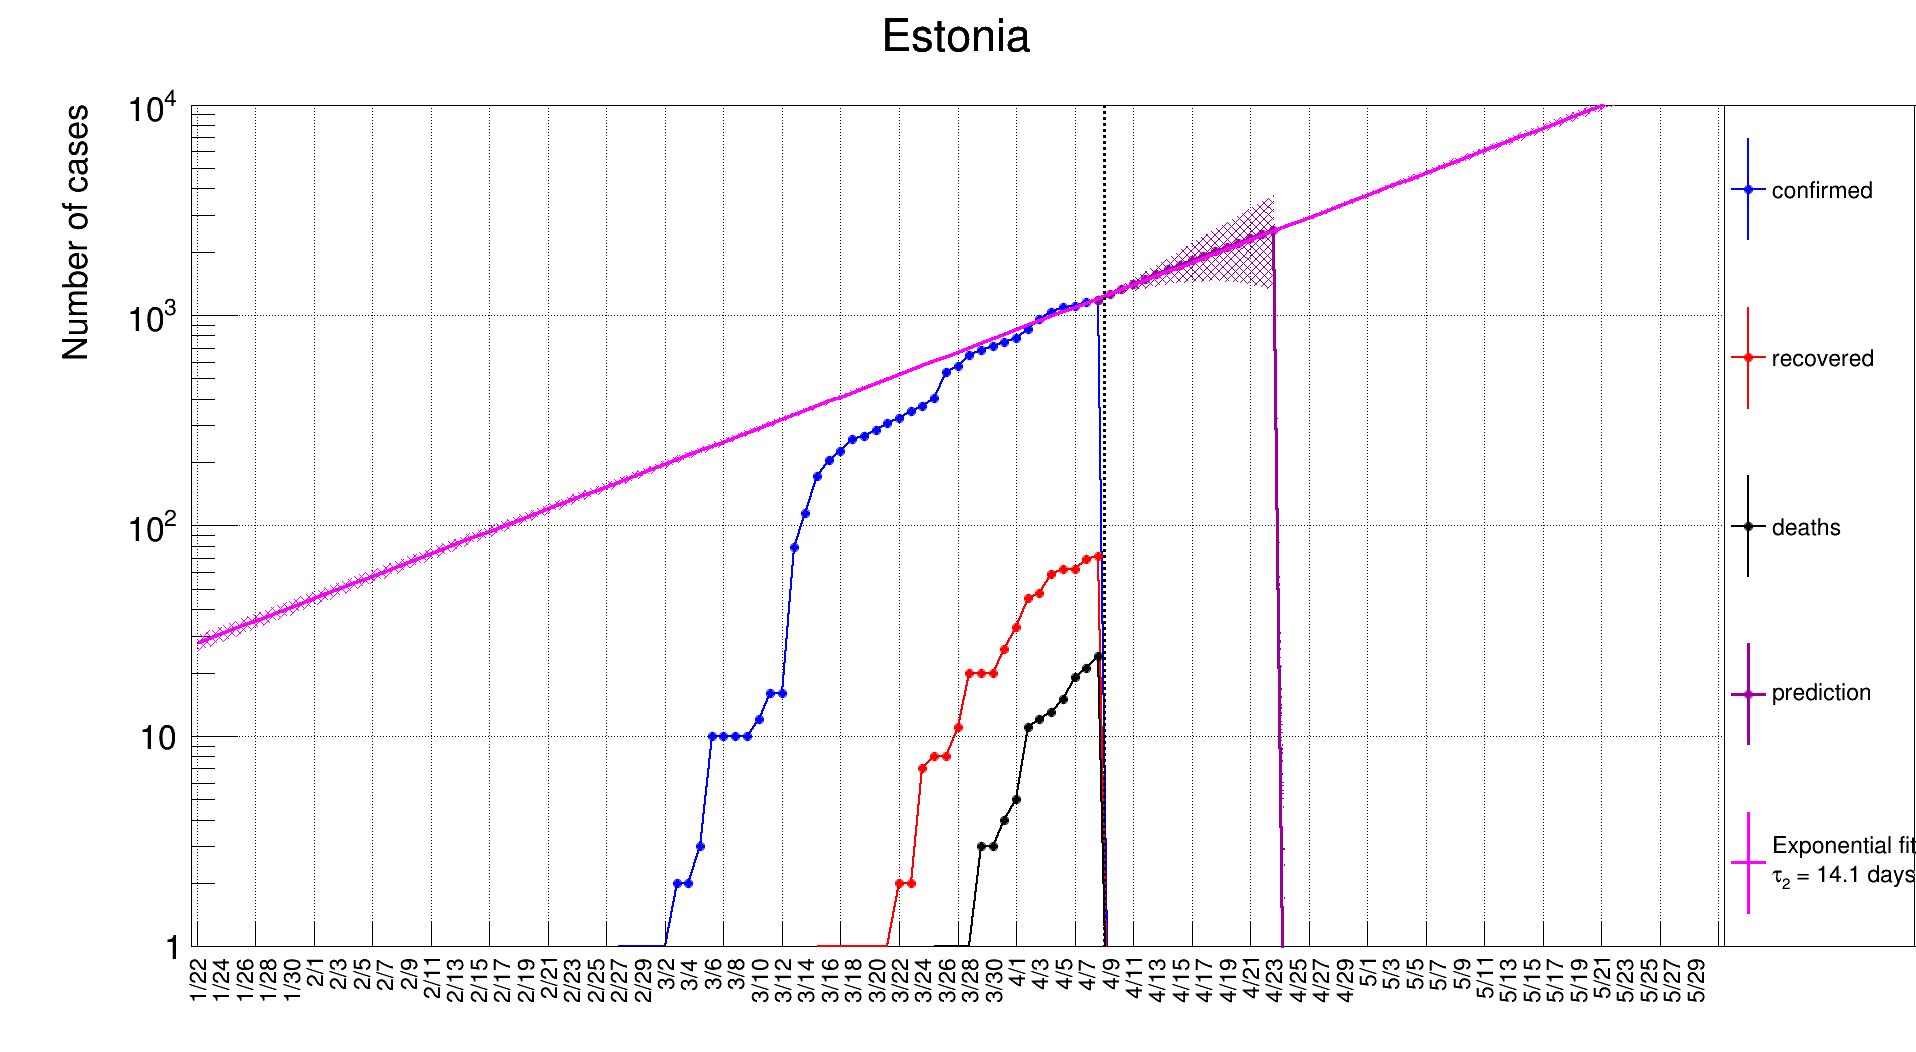 Estonia
Number of cases
10^4
10^3
10^2
10
1
1/22 1/24 1/26 1/28 1/30 2/1 2/3 2/5 2/7 2/9 2/11 2/13 2/15 2/17 2/19 2/21 2/23 2/25 2/27 2/29 3/2 3/4 3/6 3/8 3/10 3/12 3/14 3/16 3/18 3/20 3/22 3/24 3/26 3/28 3/30 4/1 4/3 4/5 4/7 4/9 4/11 4/13 4/15 4/17 4/19 4/21 4/23 4/25 4/27 4/29 5/1 5/3 5/5 5/7 5/9 5/11 5/13 5/15 5/17 5/19 5/21 5/23 5/25 5/27 5/29
confirmed
recovered
deaths
prediction
Exponential fit
τ_2 = 14.1 days